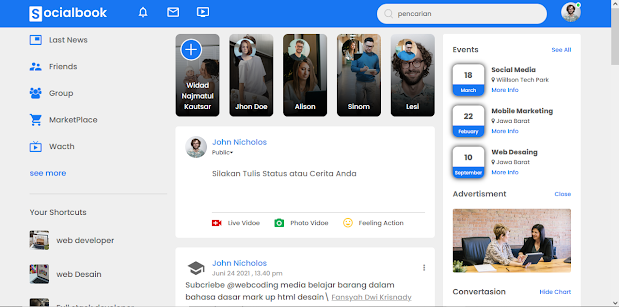 Socialbook
pencarian
Last News
Friends
Group
MarketPlace
Wacth
see more
Your Shortcuts
web developer
web Desain
Widad
Najmatul
Kautsar
Jhon Doe
Alison
Sinom
Lesi
John Nicholos
Public
Silakan Tulis Status atau Cerita Anda
Live Vidoe
Photo Vidoe
Feeling Action
John Nicholos
Juni 24 2021 , 13.40 pm
Subcriebe @webcoding media belajar barang dalam
bahasa dasar mark up html desain\ Fansyah Dwi Krisnady
Events
See All
18
March
Social Media
Willson Tech Park
More Info
22
Febuary
Mobile Marketing
Jawa Barat
More Info
10
September
Web Desaing
Jawa Barat
More Info
Advertisment
Close
Convertasion
Hide Chart